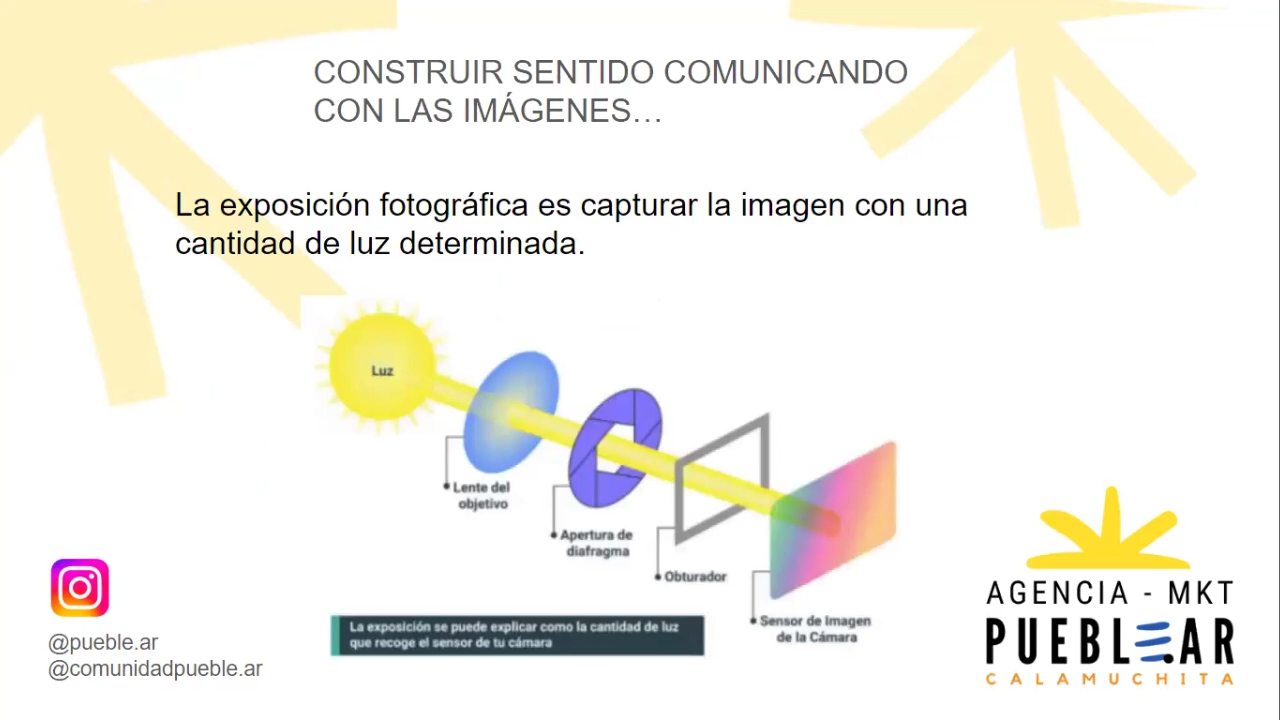 CONSTRUIR SENTIDO COMUNICANDO
CON LAS IMÁGENES…
La exposición fotográfica es capturar la imagen con una
cantidad de luz determinada.
Luz
Lente del
objetivo
Apertura de
diafragma
Obturador
Sensor de Imagen
de la Cámara
La exposición se puede explicar como la cantidad de luz
que recoge el sensor de tu cámara
@pueble.ar
@comunidadpueble.ar
AGENCIA - MKT
PUEBLE.AR
CALAMUCHITA